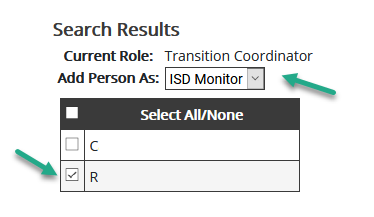 Search Results
Current Role: Transition Coordinator
Add Person As: ISD Monitor
Select All/None
C
R